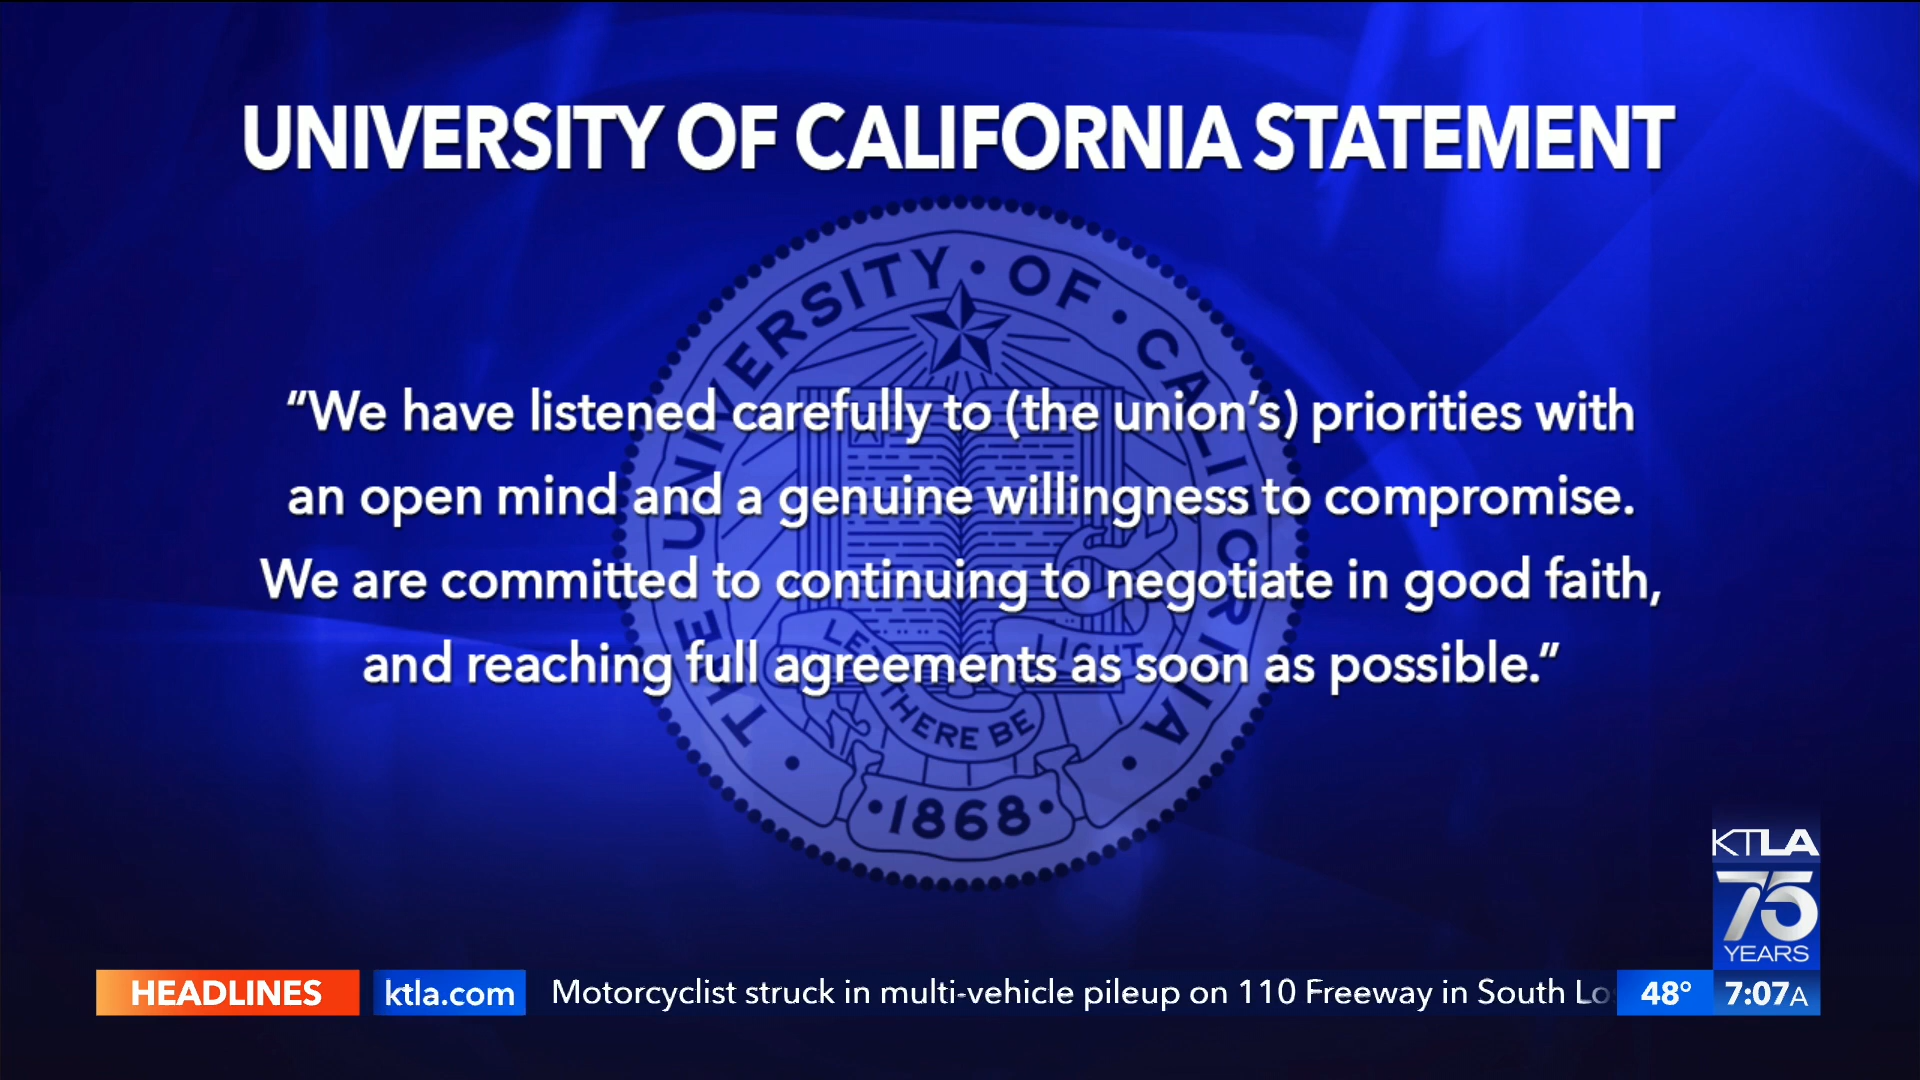 UNIVERSITY OF CALIFORNIA STATEMENT
THE UNIVERSITY · OF · CALIFORNIA
“We have listened carefully to (the union’s) priorities with
an open mind and a genuine willingness to compromise.
We are committed to continuing to negotiate in good faith,
and reaching full agreements as soon as possible.”
LET THERE BE LIGHT
·1868·
KTLA
75
YEARS
HEADLINES
ktla.com
Motorcyclist struck in multi-vehicle pileup on 110 Freeway in South Lo
48°
7:07A